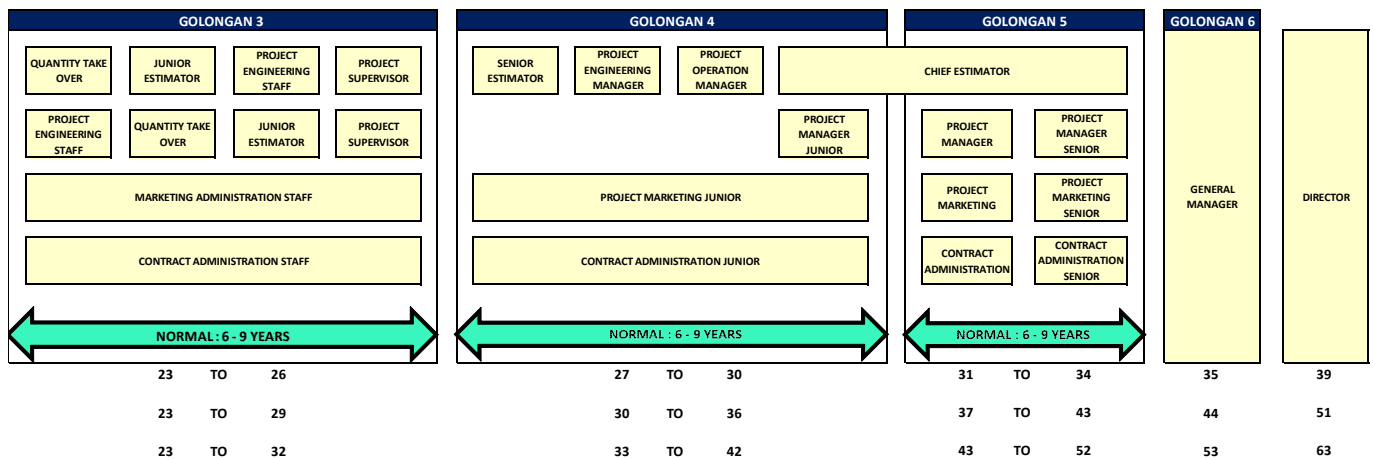 GOLONGAN 3
GOLONGAN 4
GOLONGAN 5
GOLONGAN 6
QUANTITY TAKE
OVER
JUNIOR
ESTIMATOR
PROJECT
ENGINEERING
STAFF
PROJECT
SUPERVISOR
SENIOR
ESTIMATOR
PROJECT
ENGINEERING
MANAGER
PROJECT
OPERATION
MANAGER
CHIEF ESTIMATOR
PROJECT
ENGINEERING
STAFF
QUANTITY TAKE
OVER
JUNIOR
ESTIMATOR
PROJECT
SUPERVISOR
PROJECT
MANAGER
JUNIOR
PROJECT
MANAGER
PROJECT
MANAGER
SENIOR
MARKETING ADMINISTRATION STAFF
PROJECT MARKETING JUNIOR
PROJECT
MARKETING
PROJECT
MARKETING
SENIOR
GENERAL
MANAGER
DIRECTOR
CONTRACT ADMINISTRATION STAFF
CONTRACT ADMINISTRATION JUNIOR
CONTRACT
ADMINISTRATION
CONTRACT
ADMINISTRATION
SENIOR
NORMAL : 6 - 9 YEARS
NORMAL : 6 - 9 YEARS
NORMAL : 6 - 9 YEARS
23 TO 26 27 TO 30 31 TO 34 35 39
23 TO 29 30 TO 36 37 TO 43 44 51
23 TO 32 33 TO 42 43 TO 52 53 63